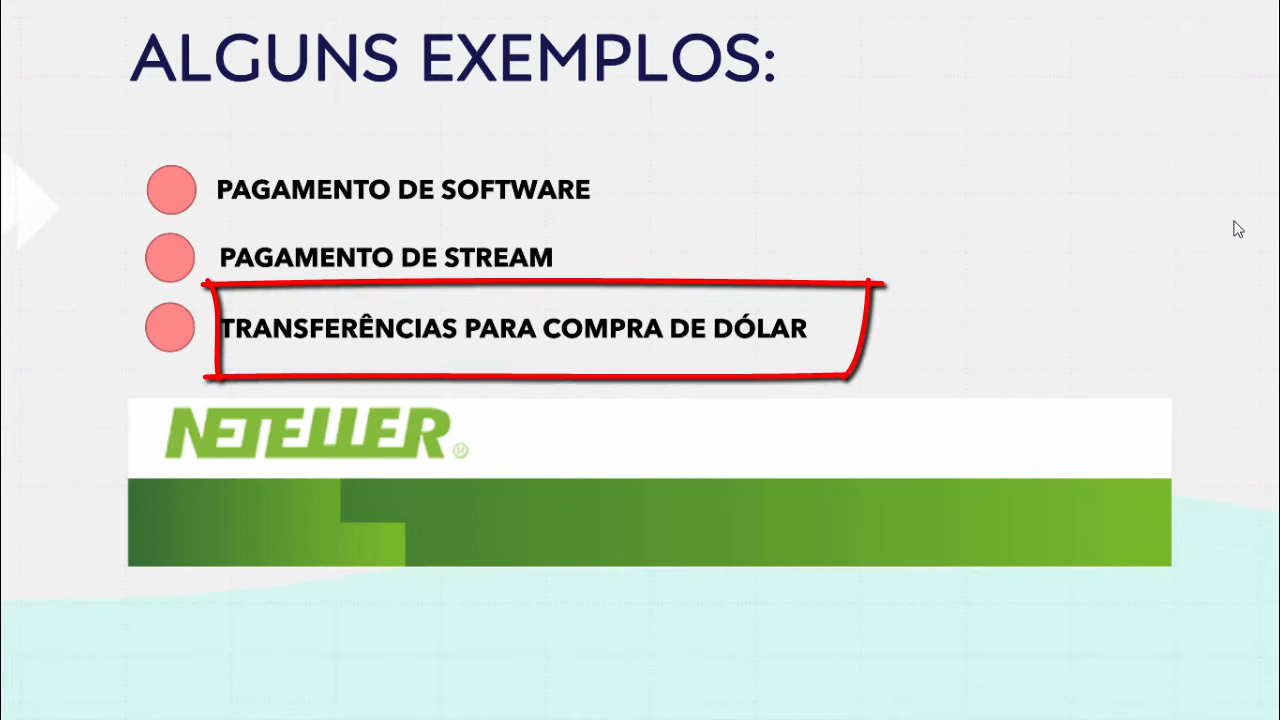 ALGUNS EXEMPLOS:
PAGAMENTO DE SOFTWARE
PAGAMENTO DE STREAM
TRANSFERÊNCIAS PARA COMPRA DE DÓLAR
NETELLER®